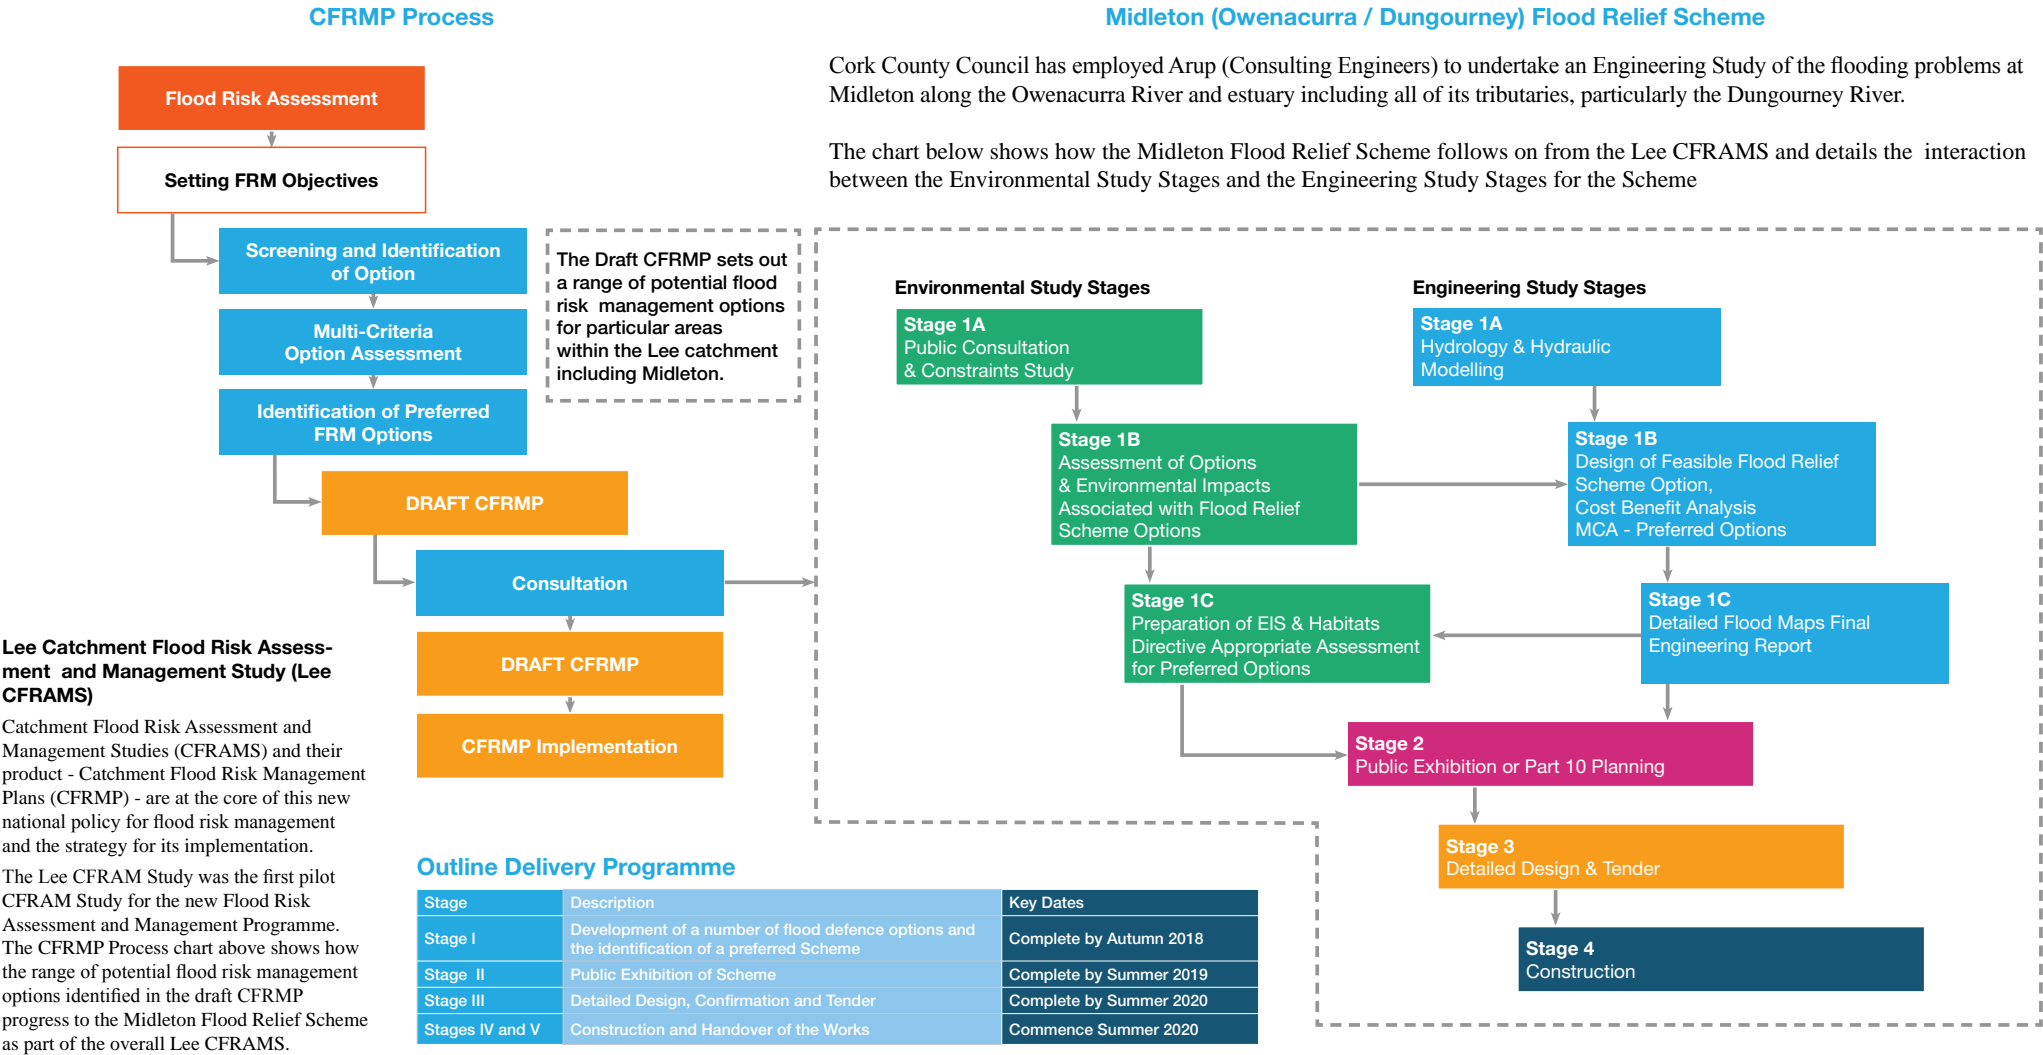 CFRMP Process
Flood Risk Assessment
Setting FRM Objectives
Screening and Identification
of Option
Multi-Criteria
Option Assessment
Identification of Preferred
FRM Options
DRAFT CFRMP
Consultation
DRAFT CFRMP
CFRMP Implementation
The Draft CFRMP sets out
a range of potential flood
risk  management options
for particular areas
within the Lee catchment
including Midleton.
Lee Catchment Flood Risk Assess-
ment  and Management Study (Lee
CFRAMS)
Catchment Flood Risk Assessment and
Management Studies (CFRAMS) and their
product - Catchment Flood Risk Management
Plans (CFRMP) - are at the core of this new
national policy for flood risk management
and the strategy for its implementation.
The Lee CFRAM Study was the first pilot
CFRAM Study for the new Flood Risk
Assessment and Management Programme.
The CFRMP Process chart above shows how
the range of potential flood risk management
options identified in the draft CFRMP
progress to the Midleton Flood Relief Scheme
as part of the overall Lee CFRAMS.
Midleton (Owenacurra / Dungourney) Flood Relief Scheme
Cork County Council has employed Arup (Consulting Engineers) to undertake an Engineering Study of the flooding problems at
Midleton along the Owenacurra River and estuary including all of its tributaries, particularly the Dungourney River.
The chart below shows how the Midleton Flood Relief Scheme follows on from the Lee CFRAMS and details the  interaction
between the Environmental Study Stages and the Engineering Study Stages for the Scheme
Environmental Study Stages
Stage 1A
Public Consultation
& Constraints Study
Stage 1B
Assessment of Options
& Environmental Impacts
Associated with Flood Relief
Scheme Options
Stage 1C
Preparation of EIS & Habitats
Directive Appropriate Assessment
for Preferred Options
Engineering Study Stages
Stage 1A
Hydrology & Hydraulic
Modelling
Stage 1B
Design of Feasible Flood Relief
Scheme Option,
Cost Benefit Analysis
MCA - Preferred Options
Stage 1C
Detailed Flood Maps Final
Engineering Report
Stage 2
Public Exhibition or Part 10 Planning
Stage 3
Detailed Design & Tender
Stage 4
Construction
Outline Delivery Programme
Stage Description Key Dates
Stage I Development of a number of flood defence options and
the identification of a preferred Scheme Complete by Autumn 2018
Stage  II Public Exhibition of Scheme Complete by Summer 2019
Stage III Detailed Design, Confirmation and Tender Complete by Summer 2020
Stages IV and V Construction and Handover of the Works Commence Summer 2020